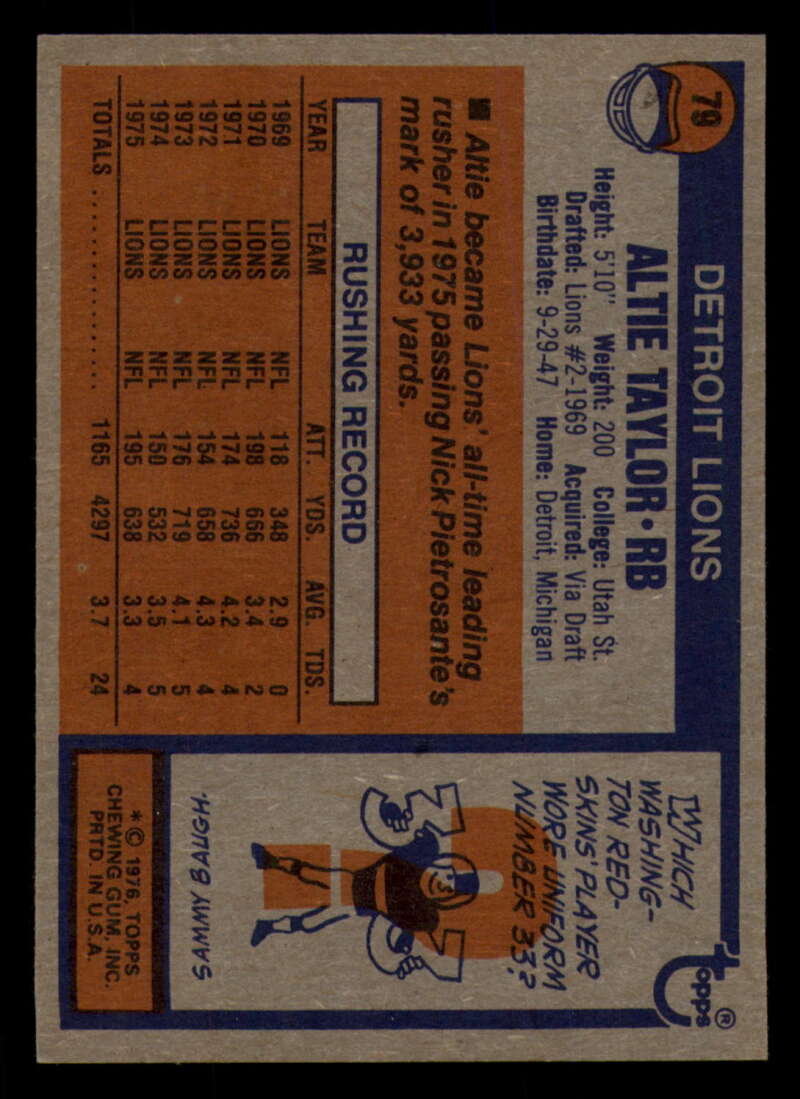 79
DETROIT LIONS
ALTIE TAYLOR • RB
Height: 5'10" Weight: 200 College: Utah St.
Drafted: Lions #2-1969 Acquired: Via Draft
Birthdate: 9-29-47 Home: Detroit, Michigan
■ Altie became Lions' all-time leading
rusher in 1975 passing Nick Pietrosante's
mark of 3,933 yards.
RUSHING RECORD
YEAR TEAM ATT. YDS. AVG. TDS.
1969 LIONS NFL 118 348 2.9 0
1970 LIONS NFL 198 666 3.4 2
1971 LIONS NFL 174 736 4.2 4
1972 LIONS NFL 154 658 4.3 4
1973 LIONS NFL 176 719 4.1 5
1974 LIONS NFL 150 532 3.5 5
1975 LIONS NFL 195 638 3.3 4
TOTALS ................ 1165 4297 3.7 24
topps®
WHICH
WASHING-
TON RED-
SKINS' PLAYER
WORE UNIFORM
NUMBER 33?
?
33
SAMMY BAUGH.
* © 1976 TOPPS
CHEWING GUM, INC.
PRTD. IN U.S.A.